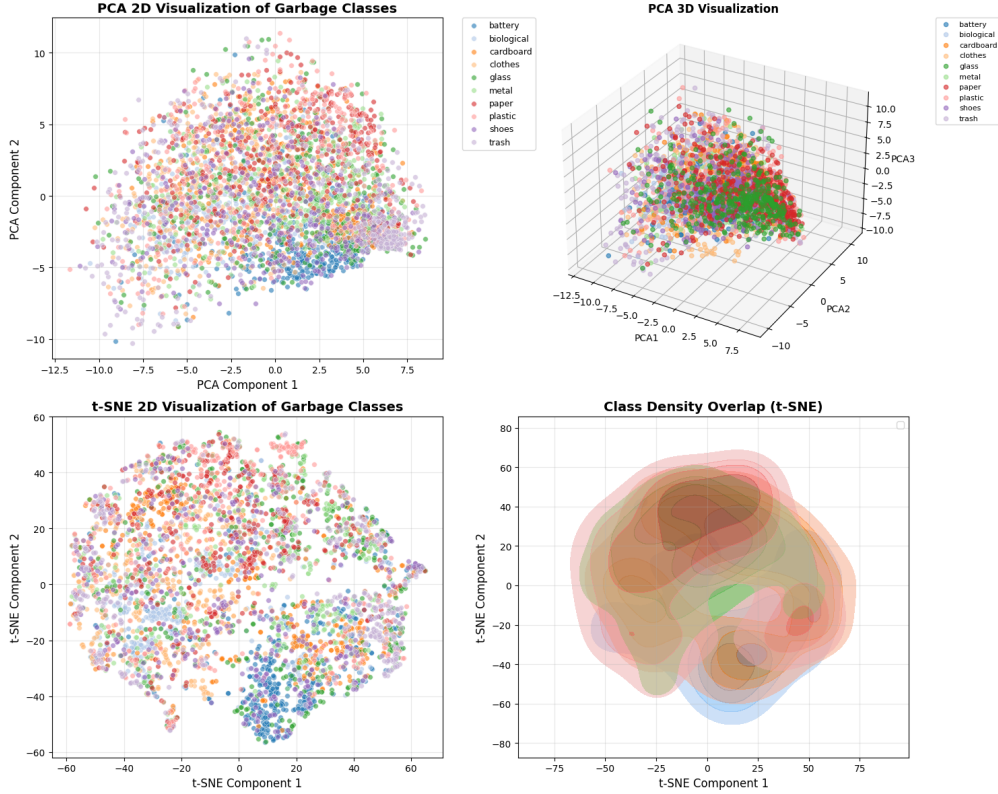 PCA 2D Visualization of Garbage Classes
PCA Component 2
10
5
0
−5
−10
−12.5 −10.0 −7.5 −5.0 −2.5 0.0 2.5 5.0 7.5
PCA Component 1
battery
biological
cardboard
clothes
glass
metal
paper
plastic
shoes
trash
PCA 3D Visualization
−12.5 −10.0 −7.5 −5.0 −2.5 0.0 2.5 5.0 7.5
PCA1
−10
−5
0
5
10
PCA2
10.0
7.5
5.0
2.5
0.0
−2.5
−5.0
−7.5
−10.0
PCA3
battery
biological
cardboard
clothes
glass
metal
paper
plastic
shoes
trash
t-SNE 2D Visualization of Garbage Classes
t-SNE Component 2
60
40
20
0
−20
−40
−60
−60 −40 −20 0 20 40 60
t-SNE Component 1
Class Density Overlap (t-SNE)
t-SNE Component 2
80
60
40
20
0
−20
−40
−60
−80
−75 −50 −25 0 25 50 75
t-SNE Component 1